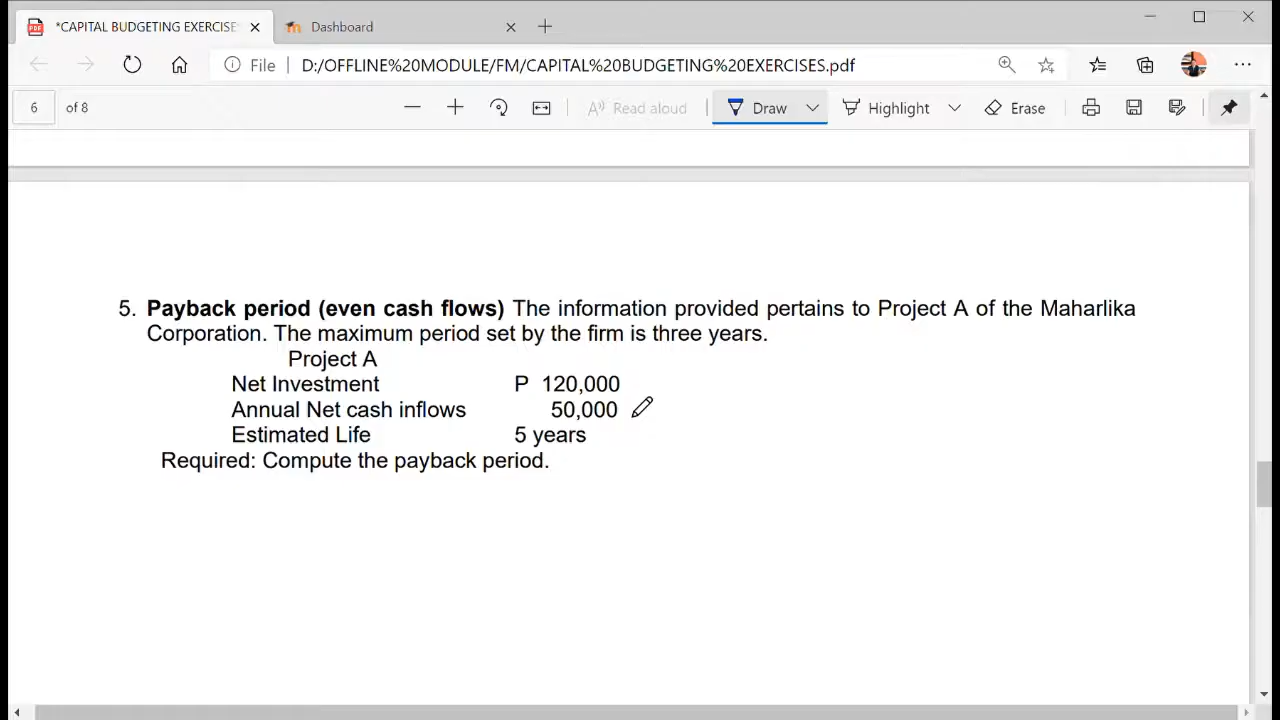 *CAPITAL BUDGETING EXERCISE
Dashboard
File
D:/OFFLINE%20MODULE/FM/CAPITAL%20BUDGETING%20EXERCISES.pdf
6 of 8
Read aloud
Draw
Highlight
Erase
5. Payback period (even cash flows) The information provided pertains to Project A of the Maharlika
Corporation. The maximum period set by the firm is three years.
Project A
Net Investment P 120,000
Annual Net cash inflows 50,000
Estimated Life 5 years
Required: Compute the payback period.